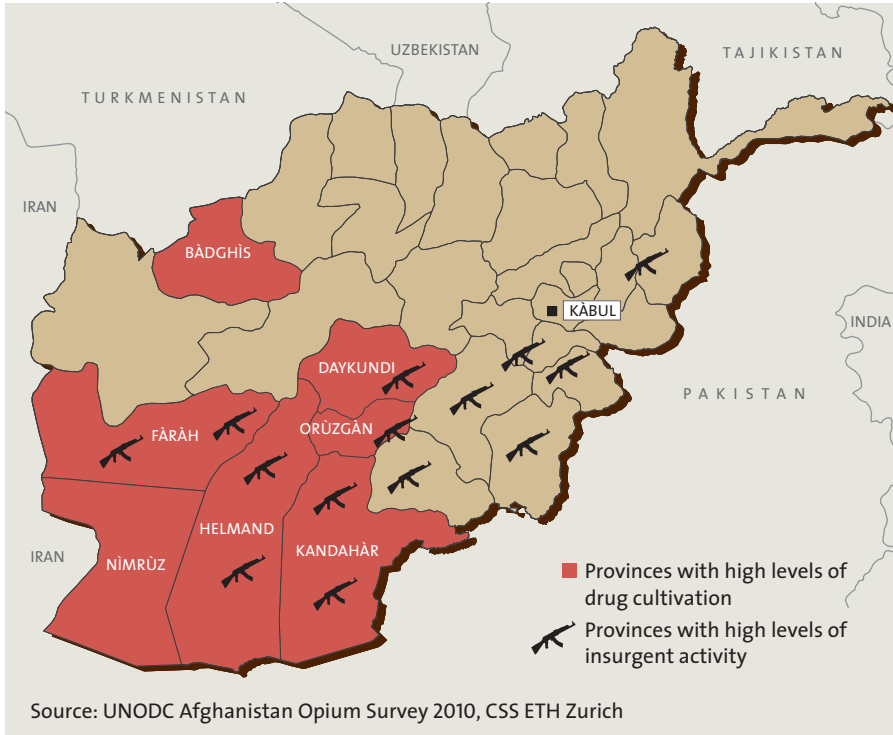 UZBEKISTAN
TAJIKISTAN
TURKMENISTAN
IRAN
BÀDGHÌS
KÀBUL
INDIA
DAYKUNDI
PAKISTAN
FÀRÀH
ORÙZGÀN
HELMAND
KANDAHÀR
IRAN
NÌMRÙZ
Provinces with high levels of
drug cultivation
Provinces with high levels of
insurgent activity
Source: UNODC Afghanistan Opium Survey 2010, CSS ETH Zurich